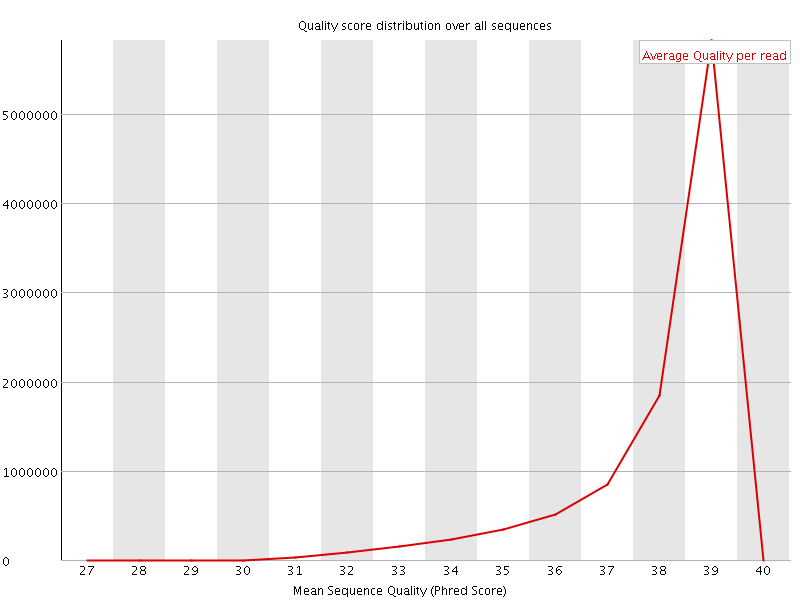 Quality score distribution over all sequences
Average Quality per read
5000000
4000000
3000000
2000000
1000000
0
27 28 29 30 31 32 33 34 35 36 37 38 39 40
Mean Sequence Quality (Phred Score)